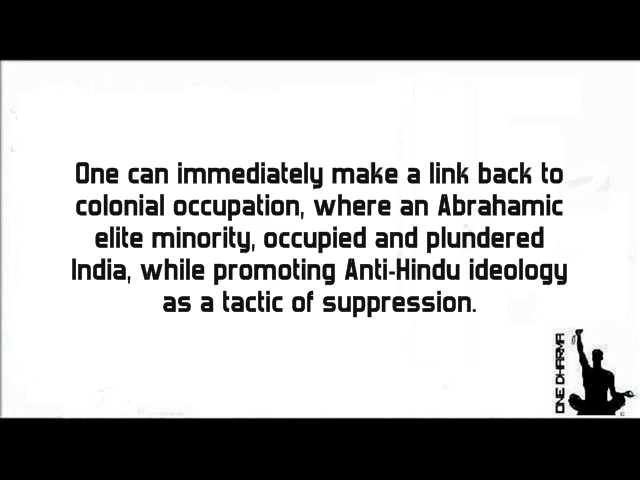 One can immediately make a link back to
colonial occupation, where an Abrahamic
elite minority, occupied and plundered
India, while promoting Anti-Hindu ideology
as a tactic of suppression.
ONE DHARMA